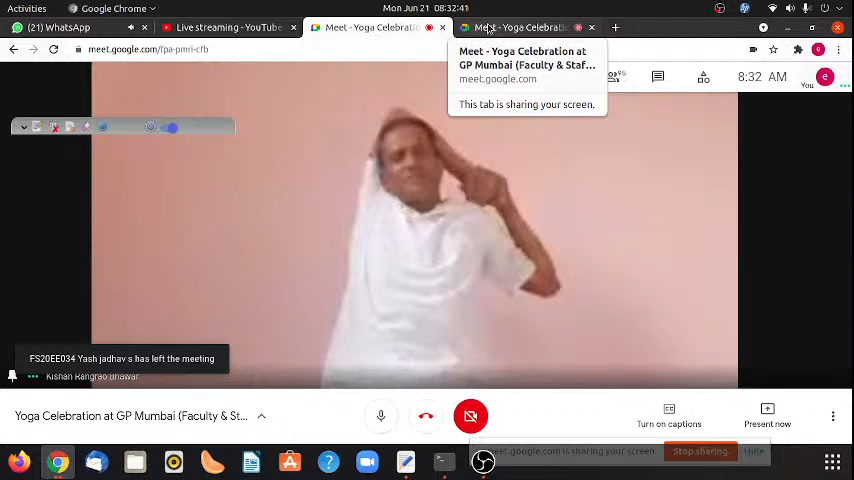 Activities
Google Chrome
Mon Jun 21 08:32:41
(21) WhatsApp
Live streaming - YouTube
Meet - Yoga Celebratic
Meet - Yoga Celebratio
meet.google.com/fpa-pmri-cfb
Meet - Yoga Celebration at
GP Mumbai (Faculty & Staf...
meet.google.com
This tab is sharing your screen.
95
8:32 AM
e
You
FS20EE034 Yash jadhav s has left the meeting
Kishan Rangrao Bhawar
Yoga Celebration at GP Mumbai (Faculty & St...
Turn on captions
Present now
meet.google.com is sharing your screen.
Stop sharing
Hide